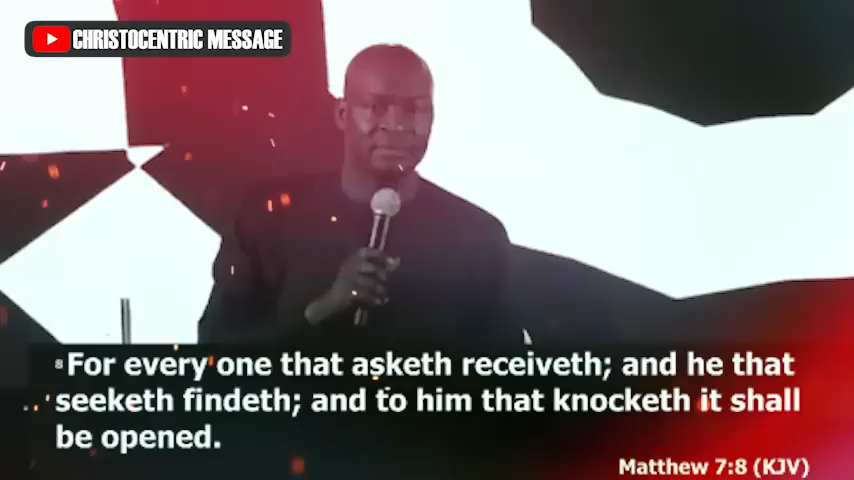 CHRISTOCENTRIC MESSAGE
8 For every one that asketh receiveth; and he that
seeketh findeth; and to him that knocketh it shall
be opened.
Matthew 7:8 (KJV)